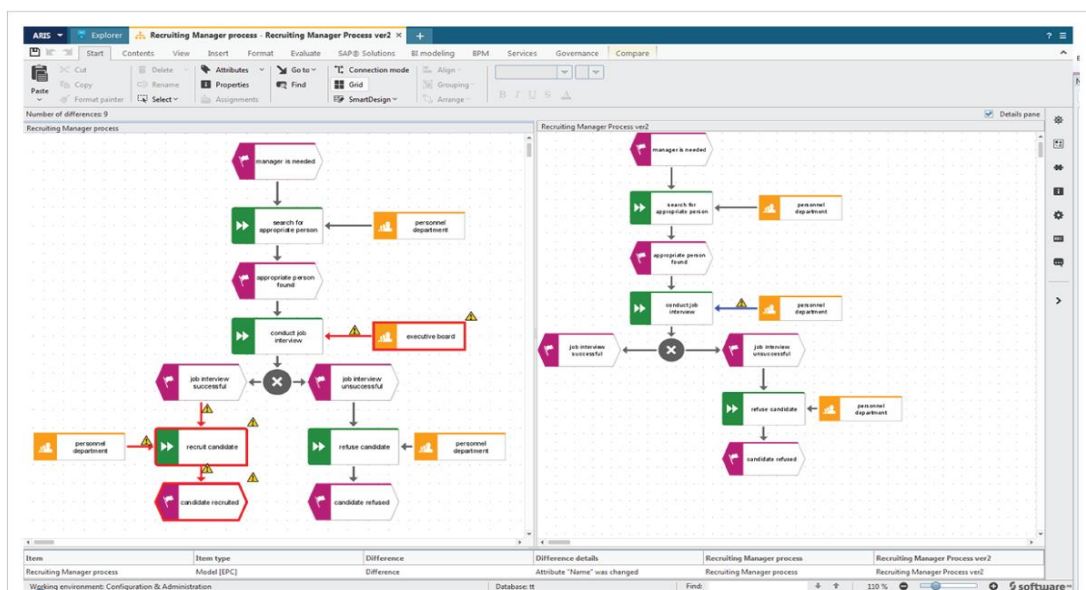 ARIS Explorer Recruiting Manager process - Recruiting Manager Process ver2 × + ?
Start Contents View Insert Format Evaluate SAP® Solutions BI modeling BPM Services Governance Compare
Paste
Cut
Copy
Format painter
Delete
Rename
Select
Attributes
Properties
Assignments
Go to
Find
Connection mode
Grid
SmartDesign
Align
Grouping
Arrange
B I U S A
Number of differences: 9
Details pane
Recruiting Manager process
manager is needed
search for
appropriate person
personnel
department
appropriate person
found
conduct job
interview
executive board
job interview
successful
job interview
unsuccessful
personnel
department
recruit candidate
refuse candidate
personnel
department
candidate recruited
candidate refused
Recruiting Manager Process ver2
manager is needed
search for
appropriate person
personnel
department
appropriate person
found
conduct job
interview
personnel
department
job interview
successful
job interview
unsuccessful
refuse candidate
personnel
department
candidate refused
Item Item type Difference Difference details Recruiting Manager process Recruiting Manager Process ver2
Recruiting Manager process Model [EPC] Difference Attribute "Name" was changed Recruiting Manager process Recruiting Manager Process ver2
Working environment: Configuration & Administration Database: tt Find: 110 % software